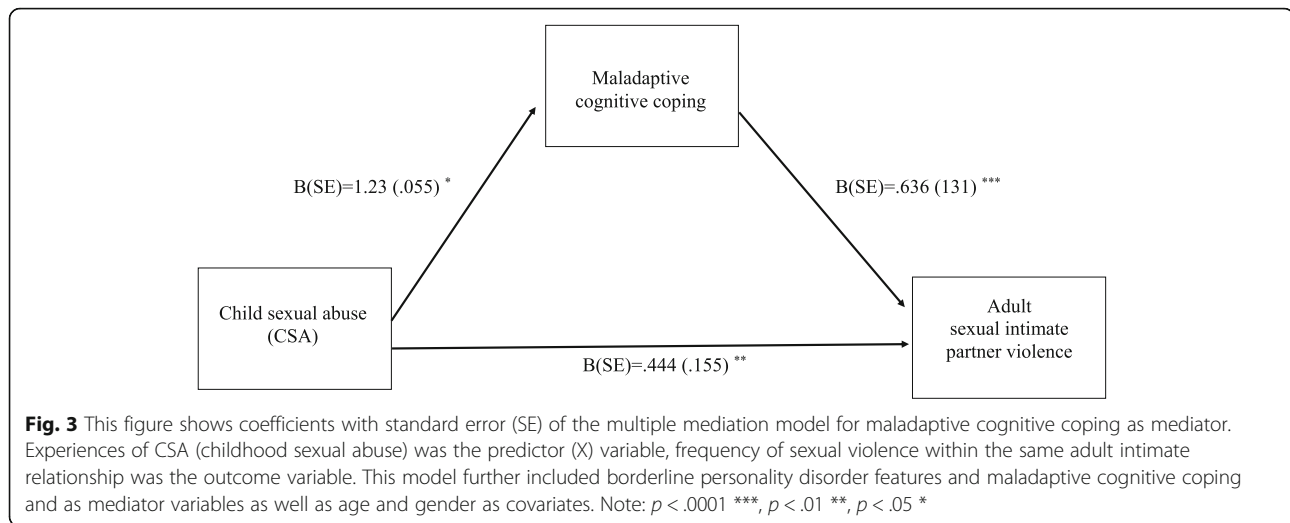 Maladaptive
cognitive coping
B(SE)=1.23 (.055) *
B(SE)=.636 (131) ***
Child sexual abuse
(CSA)
Adult
sexual intimate
partner violence
B(SE)=.444 (.155) **
Fig. 3 This figure shows coefficients with standard error (SE) of the multiple mediation model for maladaptive cognitive coping as mediator.
Experiences of CSA (childhood sexual abuse) was the predictor (X) variable, frequency of sexual violence within the same adult intimate
relationship was the outcome variable. This model further included borderline personality disorder features and maladaptive cognitive coping
and as mediator variables as well as age and gender as covariates. Note: p < .0001 ***, p < .01 **, p < .05 *